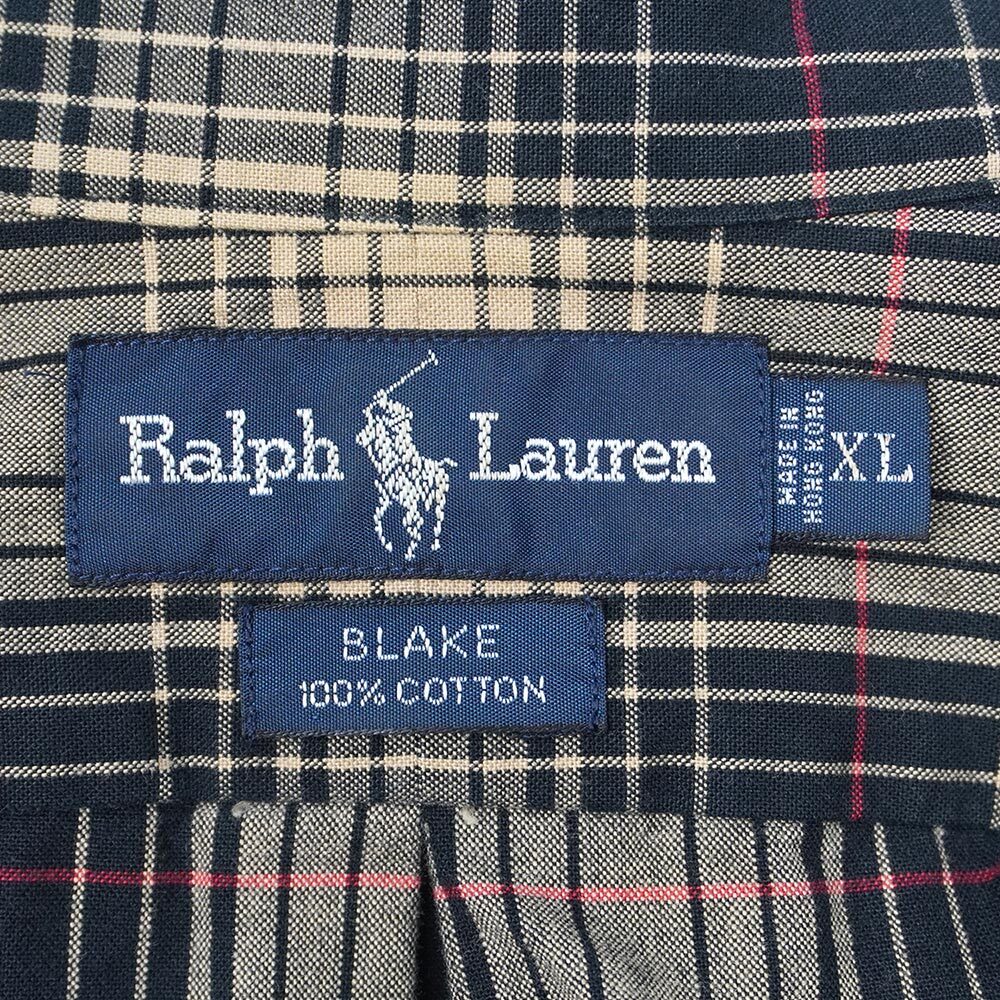 Ralph Lauren
MADE IN
HONG KONG
XL
BLAKE
100% COTTON